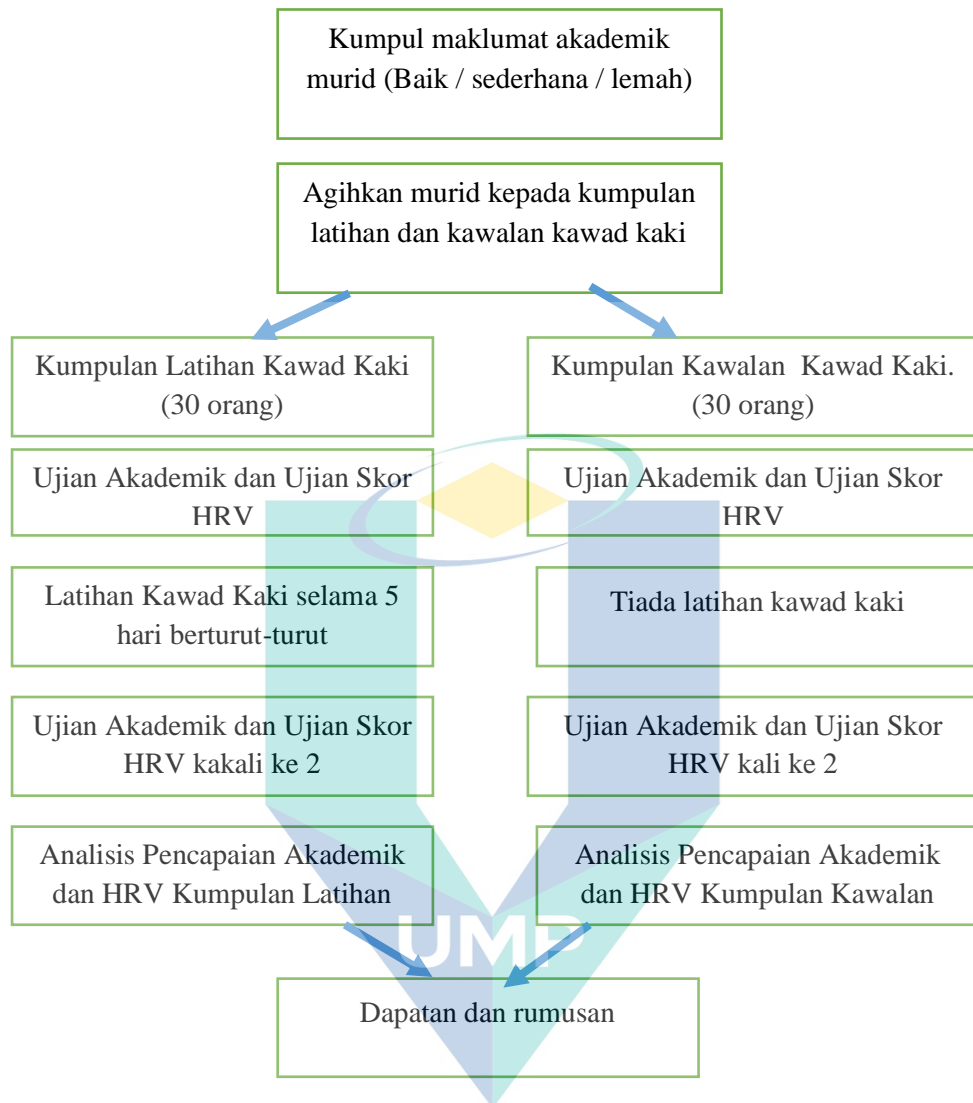 Kumpul maklumat akademik
murid (Baik / sederhana / lemah)
Agihkan murid kepada kumpulan
latihan dan kawalan kawad kaki
Kumpulan Latihan Kawad Kaki
(30 orang)
Kumpulan Kawalan  Kawad Kaki.
(30 orang)
Ujian Akademik dan Ujian Skor
HRV
Ujian Akademik dan Ujian Skor
HRV
Latihan Kawad Kaki selama 5
hari berturut-turut
Tiada latihan kawad kaki
Ujian Akademik dan Ujian Skor
HRV kakali ke 2
Ujian Akademik dan Ujian Skor
HRV kali ke 2
Analisis Pencapaian Akademik
dan HRV Kumpulan Latihan
Analisis Pencapaian Akademik
dan HRV Kumpulan Kawalan
UMP
Dapatan dan rumusan